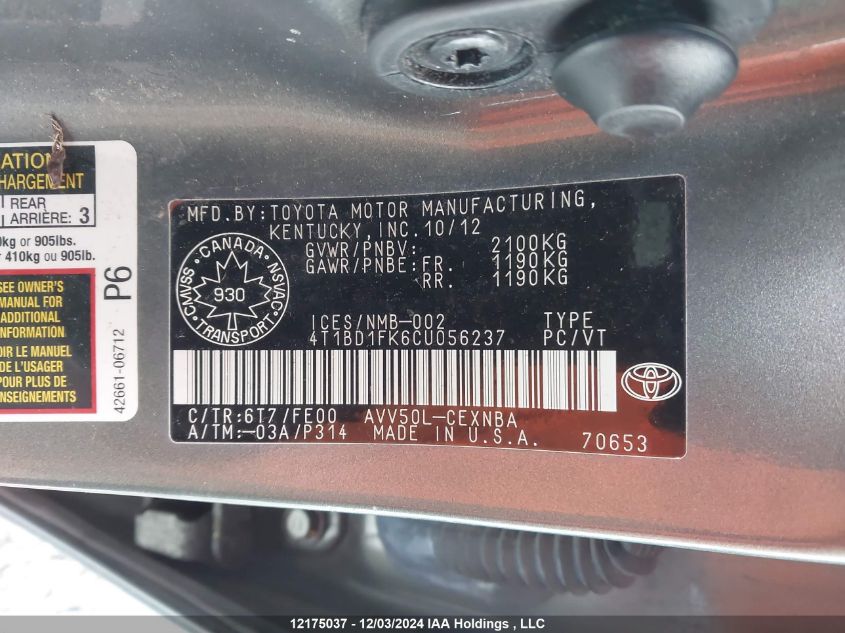 ATION
HARGEMENT
REAR
ARRIÈRE: 3
kg or 905lbs.
410kg ou 905lb.
SEE OWNER'S
MANUAL FOR
ADDITIONAL
INFORMATION
OIR LE MANUEL
DE L'USAGER
POUR PLUS DE
ENSEIGNEMENTS
42661-06712 P6
MFD.BY:TOYOTA MOTOR MANUFACTURING,
KENTUCKY,INC.10/12
GVWR/PNBV: 2100KG
GAWR/PNBE:FR. 1190KG
RR. 1190KG
CANADA
CMVSS 930 NSVAC
TRANSPORT
ICES/NMB-002 TYPE
4T1BD1FK6CU056237 PC/VT
C/TR:6T7/FE00 AVV50L-CEXNBA
A/TM:-03A/P314 MADE IN U.S.A. 70653
12175037 - 12/03/2024 IAA Holdings , LLC